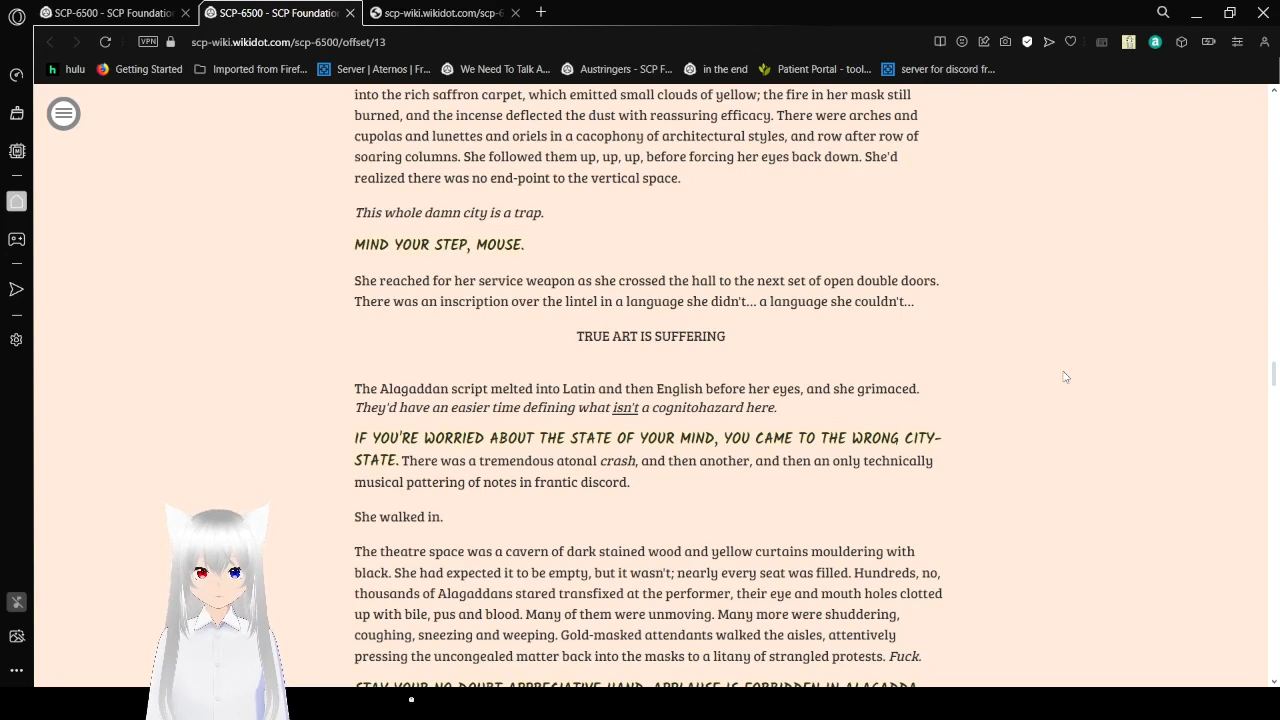 SCP-6500 - SCP Foundation
SCP-6500 - SCP Foundation
scp-wiki.wikidot.com/scp-6
VPN
scp-wiki.wikidot.com/scp-6500/offset/13
hulu
Getting Started
Imported from Firef...
Server | Aternos | Fr...
We Need To Talk A...
Austringers - SCP F...
in the end
Patient Portal - tool...
server for discord fr...
into the rich saffron carpet, which emitted small clouds of yellow; the fire in her mask still
burned, and the incense deflected the dust with reassuring efficacy. There were arches and
cupolas and lunettes and oriels in a cacophony of architectural styles, and row after row of
soaring columns. She followed them up, up, up, before forcing her eyes back down. She'd
realized there was no end-point to the vertical space.
This whole damn city is a trap.
MIND YOUR STEP, MOUSE.
She reached for her service weapon as she crossed the hall to the next set of open double doors.
There was an inscription over the lintel in a language she didn't... a language she couldn't...
TRUE ART IS SUFFERING
The Alagaddan script melted into Latin and then English before her eyes, and she grimaced.
They'd have an easier time defining what isn't a cognitohazard here.
IF YOU'RE WORRIED ABOUT THE STATE OF YOUR MIND, YOU CAME TO THE WRONG CITY-
STATE. There was a tremendous atonal crash, and then another, and then an only technically
musical pattering of notes in frantic discord.
She walked in.
The theatre space was a cavern of dark stained wood and yellow curtains mouldering with
black. She had expected it to be empty, but it wasn't; nearly every seat was filled. Hundreds, no,
thousands of Alagaddans stared transfixed at the performer, their eye and mouth holes clotted
up with bile, pus and blood. Many of them were unmoving. Many more were shuddering,
coughing, sneezing and weeping. Gold-masked attendants walked the aisles, attentively
pressing the uncongealed matter back into the masks to a litany of strangled protests. Fuck.
STAY YOUR NO DOUBT APPRECIATIVE HAND. APPLAUSE IS FORBIDDEN IN ALAGADDA